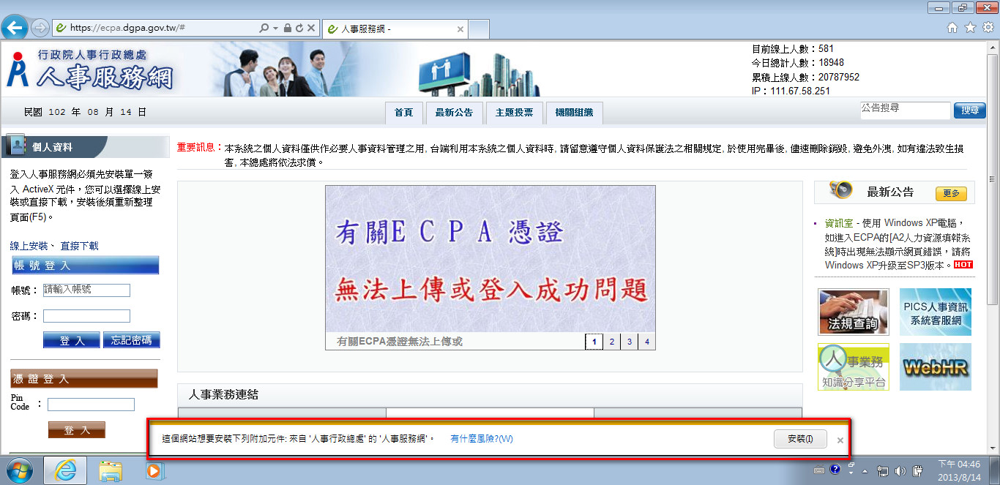 https://ecpa.dgpa.gov.tw/#
人事服務網 -
行政院人事行政總處
人事服務網
目前線上人數：581
今日總計人數：18948
累積上線人數：20787952
IP：111.67.58.251
民國 102 年 08 月 14 日
首頁
最新公告
主題投票
機關組織
公告搜尋
搜尋
個人資料
登入人事服務網必須先安裝單一簽
入 ActiveX 元件，您可以選擇線上安
裝或直接下載，安裝後須重新整理
頁面(F5)。
線上安裝、 直接下載
帳 號 登 入
帳號：
請輸入帳號
密碼：
登 入
忘記密碼
憑 證 登 入
Pin
Code ：
登 入
重要訊息：本系統之個人資料僅供作必要人事資料管理之用, 台端利用本系統之個人資料時, 請留意遵守個人資料保護法之相關規定, 於使用完畢後, 儘速刪除銷毀, 避免外洩, 如有違法致生損
害, 本總處將依法求償。
有關ＥＣＰＡ 憑證
無法上傳或登入成功問題
有關ECPA憑證無法上傳或
1
2
3
4
人事業務連結
最新公告
更多
資訊室 - 使用 Windows XP電腦，
如進入ECPA的[A2人力資源填報系
統]時出現無法顯示網頁錯誤，請將
Windows XP升級至SP3版本。HOT
法規查詢
PICS人事資訊
系統客服網
人事業務
知識分享平台
WebHR
這個網站想要安裝下列附加元件: 來自 '人事行政總處' 的 '人事服務網'。
有什麼風險?(W)
安裝(I)
下午 04:46
2013/8/14